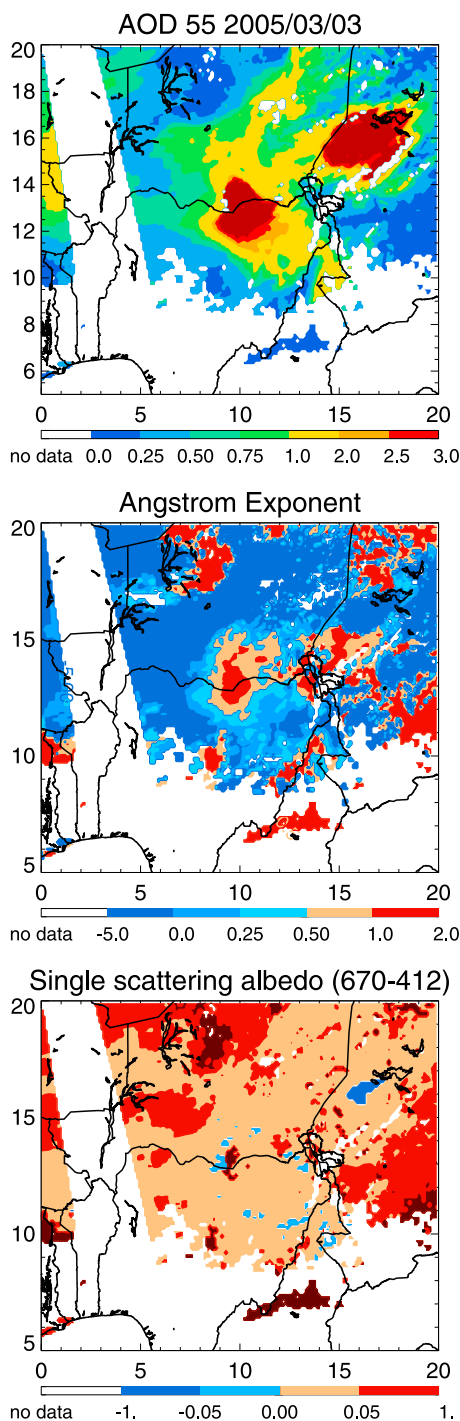 AOD 55 2005/03/03
20
18
16
14
12
10
8
6
0 5 10 15 20
no data 0.0 0.25 0.50 0.75 1.0 2.0 2.5 3.0
Angstrom Exponent
20
15
10
5
0 5 10 15 20
no data -5.0 0.0 0.25 0.50 1.0 2.0
Single scattering albedo (670-412)
20
15
10
5
0 5 10 15 20
no data -1. -0.05 0.00 0.05 1.